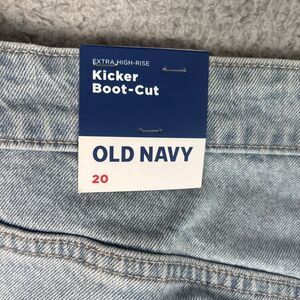 EXTRA HIGH-RISE
Kicker
Boot-Cut
OLD NAVY
20